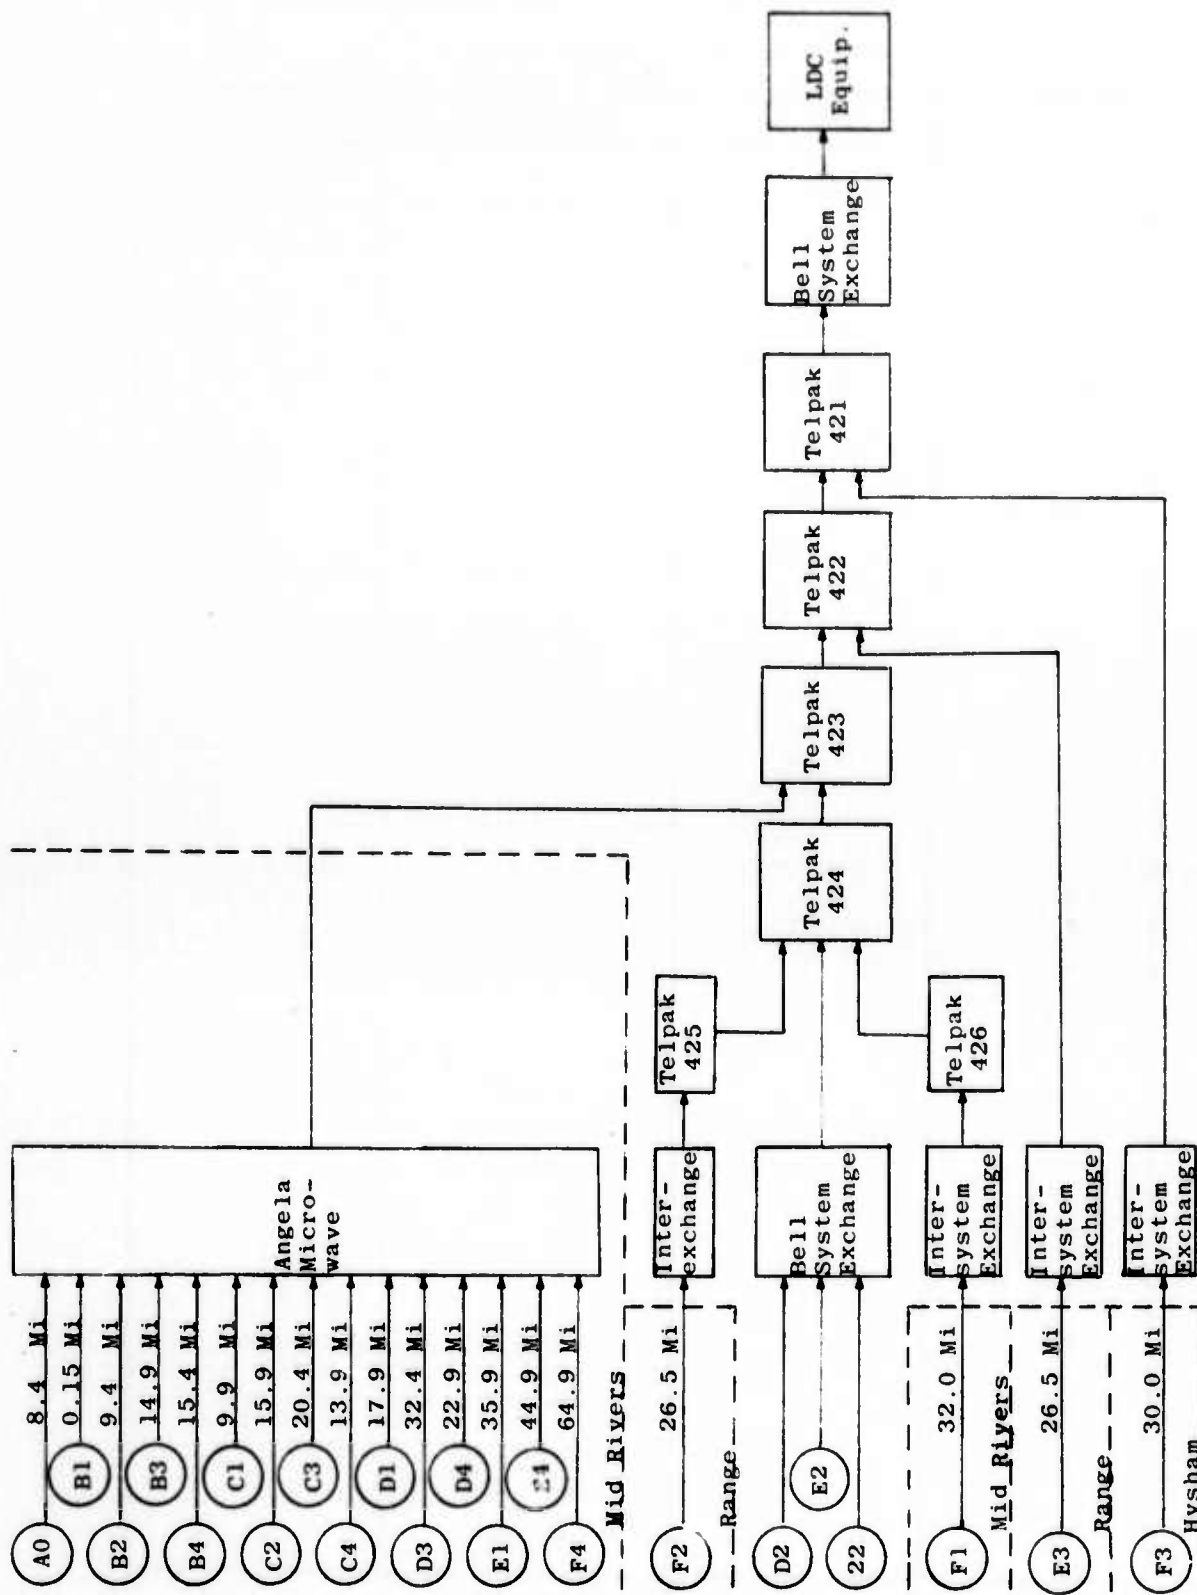 A0
8.4 Mi
B1
0.15 Mi
B2
9.4 Mi
B3
14.9 Mi
B4
15.4 Mi
C1
9.9 Mi
C2
15.9 Mi
C3
20.4 Mi
C4
13.9 Mi
D1
17.9 Mi
D3
32.4 Mi
D4
22.9 Mi
E1
35.9 Mi
E4
44.9 Mi
F4
64.9 Mi
Mid Rivers
Angela
Micro-
wave
F2
26.5 Mi
Range
Inter-
exchange
Telpak
425
D2
E2
22
Bell
System
Exchange
Telpak
424
Telpak
423
Telpak
422
Telpak
421
Bell
System
Exchange
LDC
Equip.
F1
32.0 Mi
Mid Rivers
Inter-
system
Exchange
Telpak
426
E3
26.5 Mi
Range
Inter-
system
Exchange
F3
30.0 Mi
Hysham
Inter-
system
Exchange